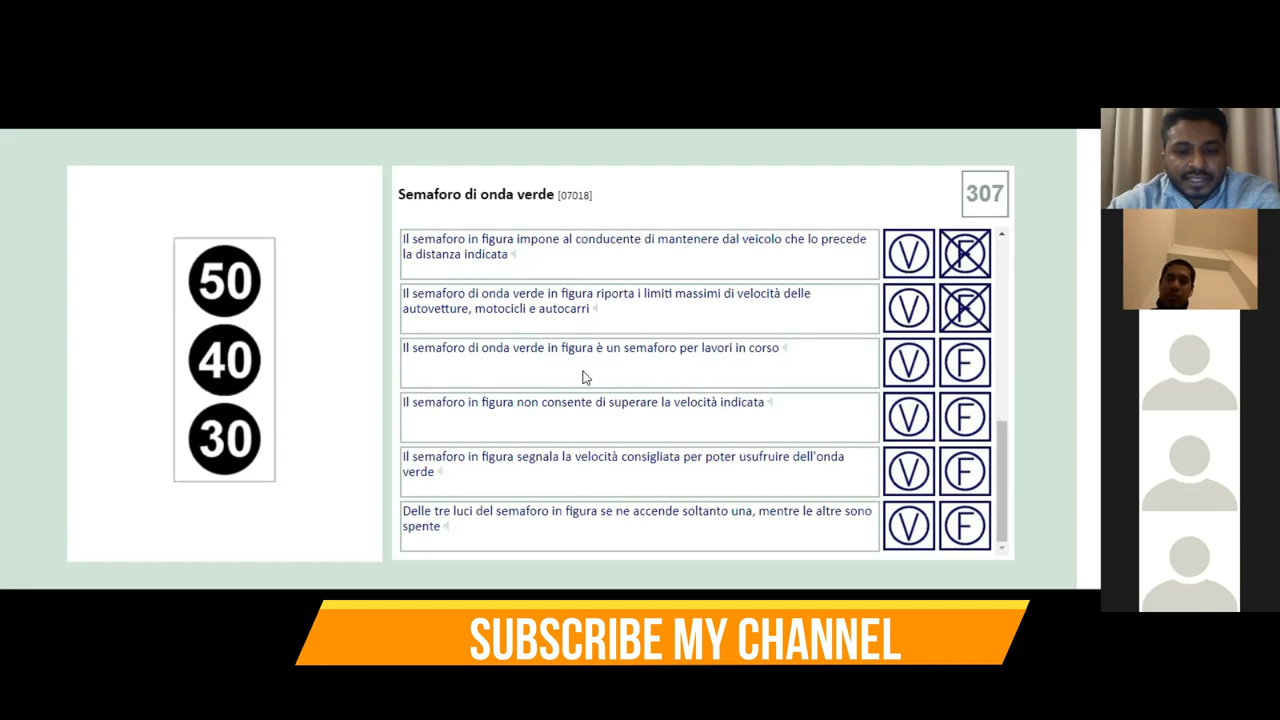 50
40
30
Semaforo di onda verde [07018]
307
Il semaforo in figura impone al conducente di mantenere dal veicolo che lo precede
la distanza indicata
V F
Il semaforo di onda verde in figura riporta i limiti massimi di velocità delle
autovetture, motocicli e autocarri
V F
Il semaforo di onda verde in figura è un semaforo per lavori in corso
V F
Il semaforo in figura non consente di superare la velocità indicata
V F
Il semaforo in figura segnala la velocità consigliata per poter usufruire dell'onda
verde
V F
Delle tre luci del semaforo in figura se ne accende soltanto una, mentre le altre sono
spente
V F
SUBSCRIBE MY CHANNEL